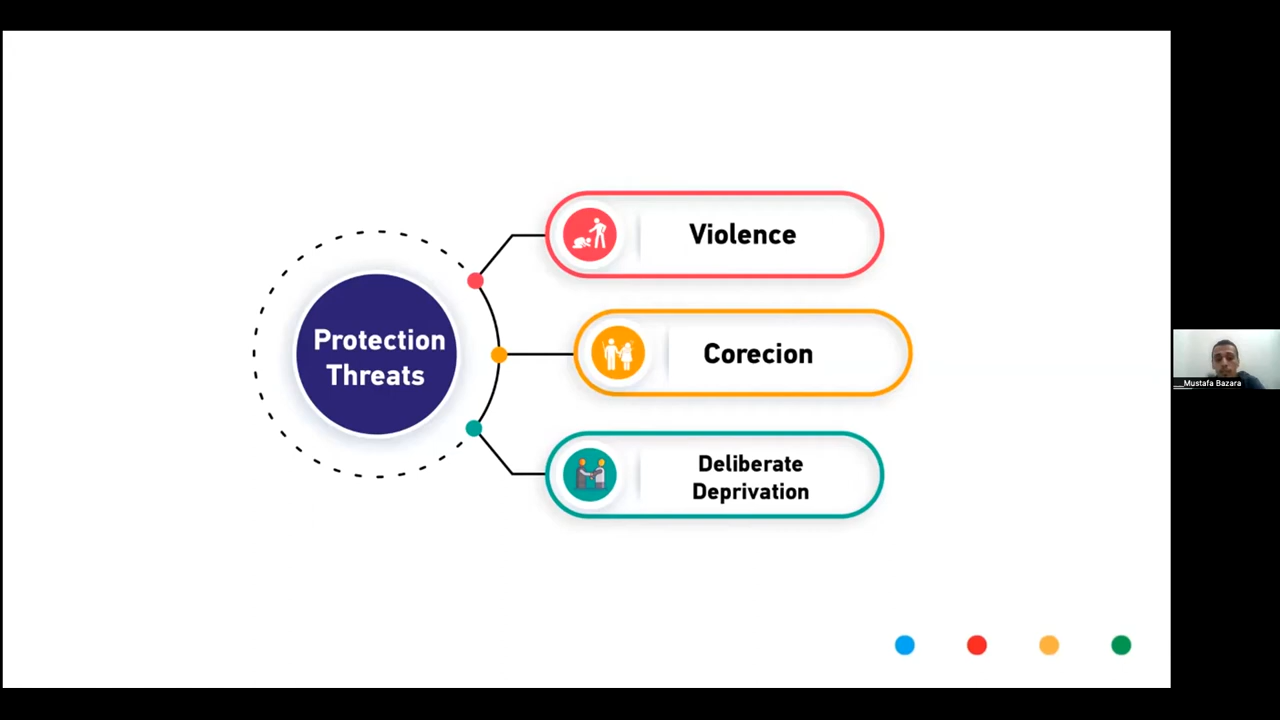 Protection
Threats
Violence
Corecion
Deliberate
Deprivation
Mustafa Bazara